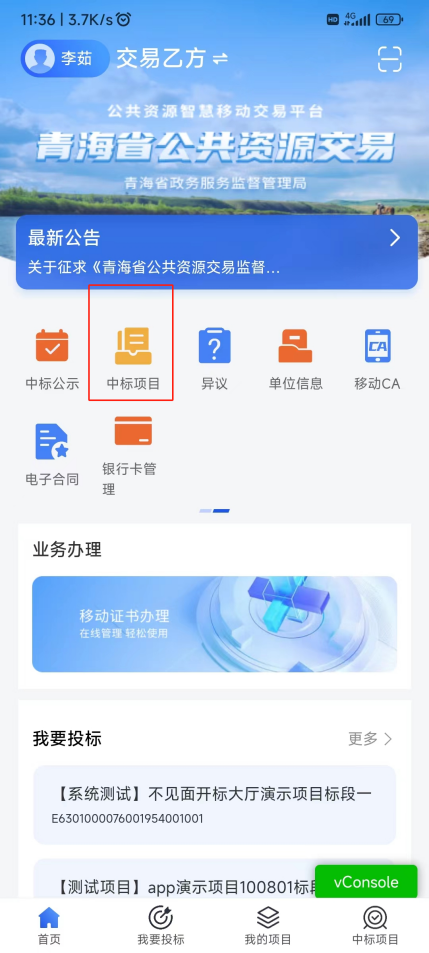 11:36 | 3.7K/s
HD 4G 69
李茹 交易乙方
公共资源智慧移动交易平台
青海省公共资源交易
青海省政务服务监督管理局
最新公告
关于征求《青海省公共资源交易监督...
中标公示 中标项目 异议 单位信息 移动CA
电子合同 银行卡管
理
业务办理
移动证书办理
在线管理 轻松使用
我要投标 更多
【系统测试】不见面开标大厅演示项目标段一
E6301000076001954001001
【测试项目】app演示项目100801标段
vConsole
首页 我要投标 我的项目 中标项目